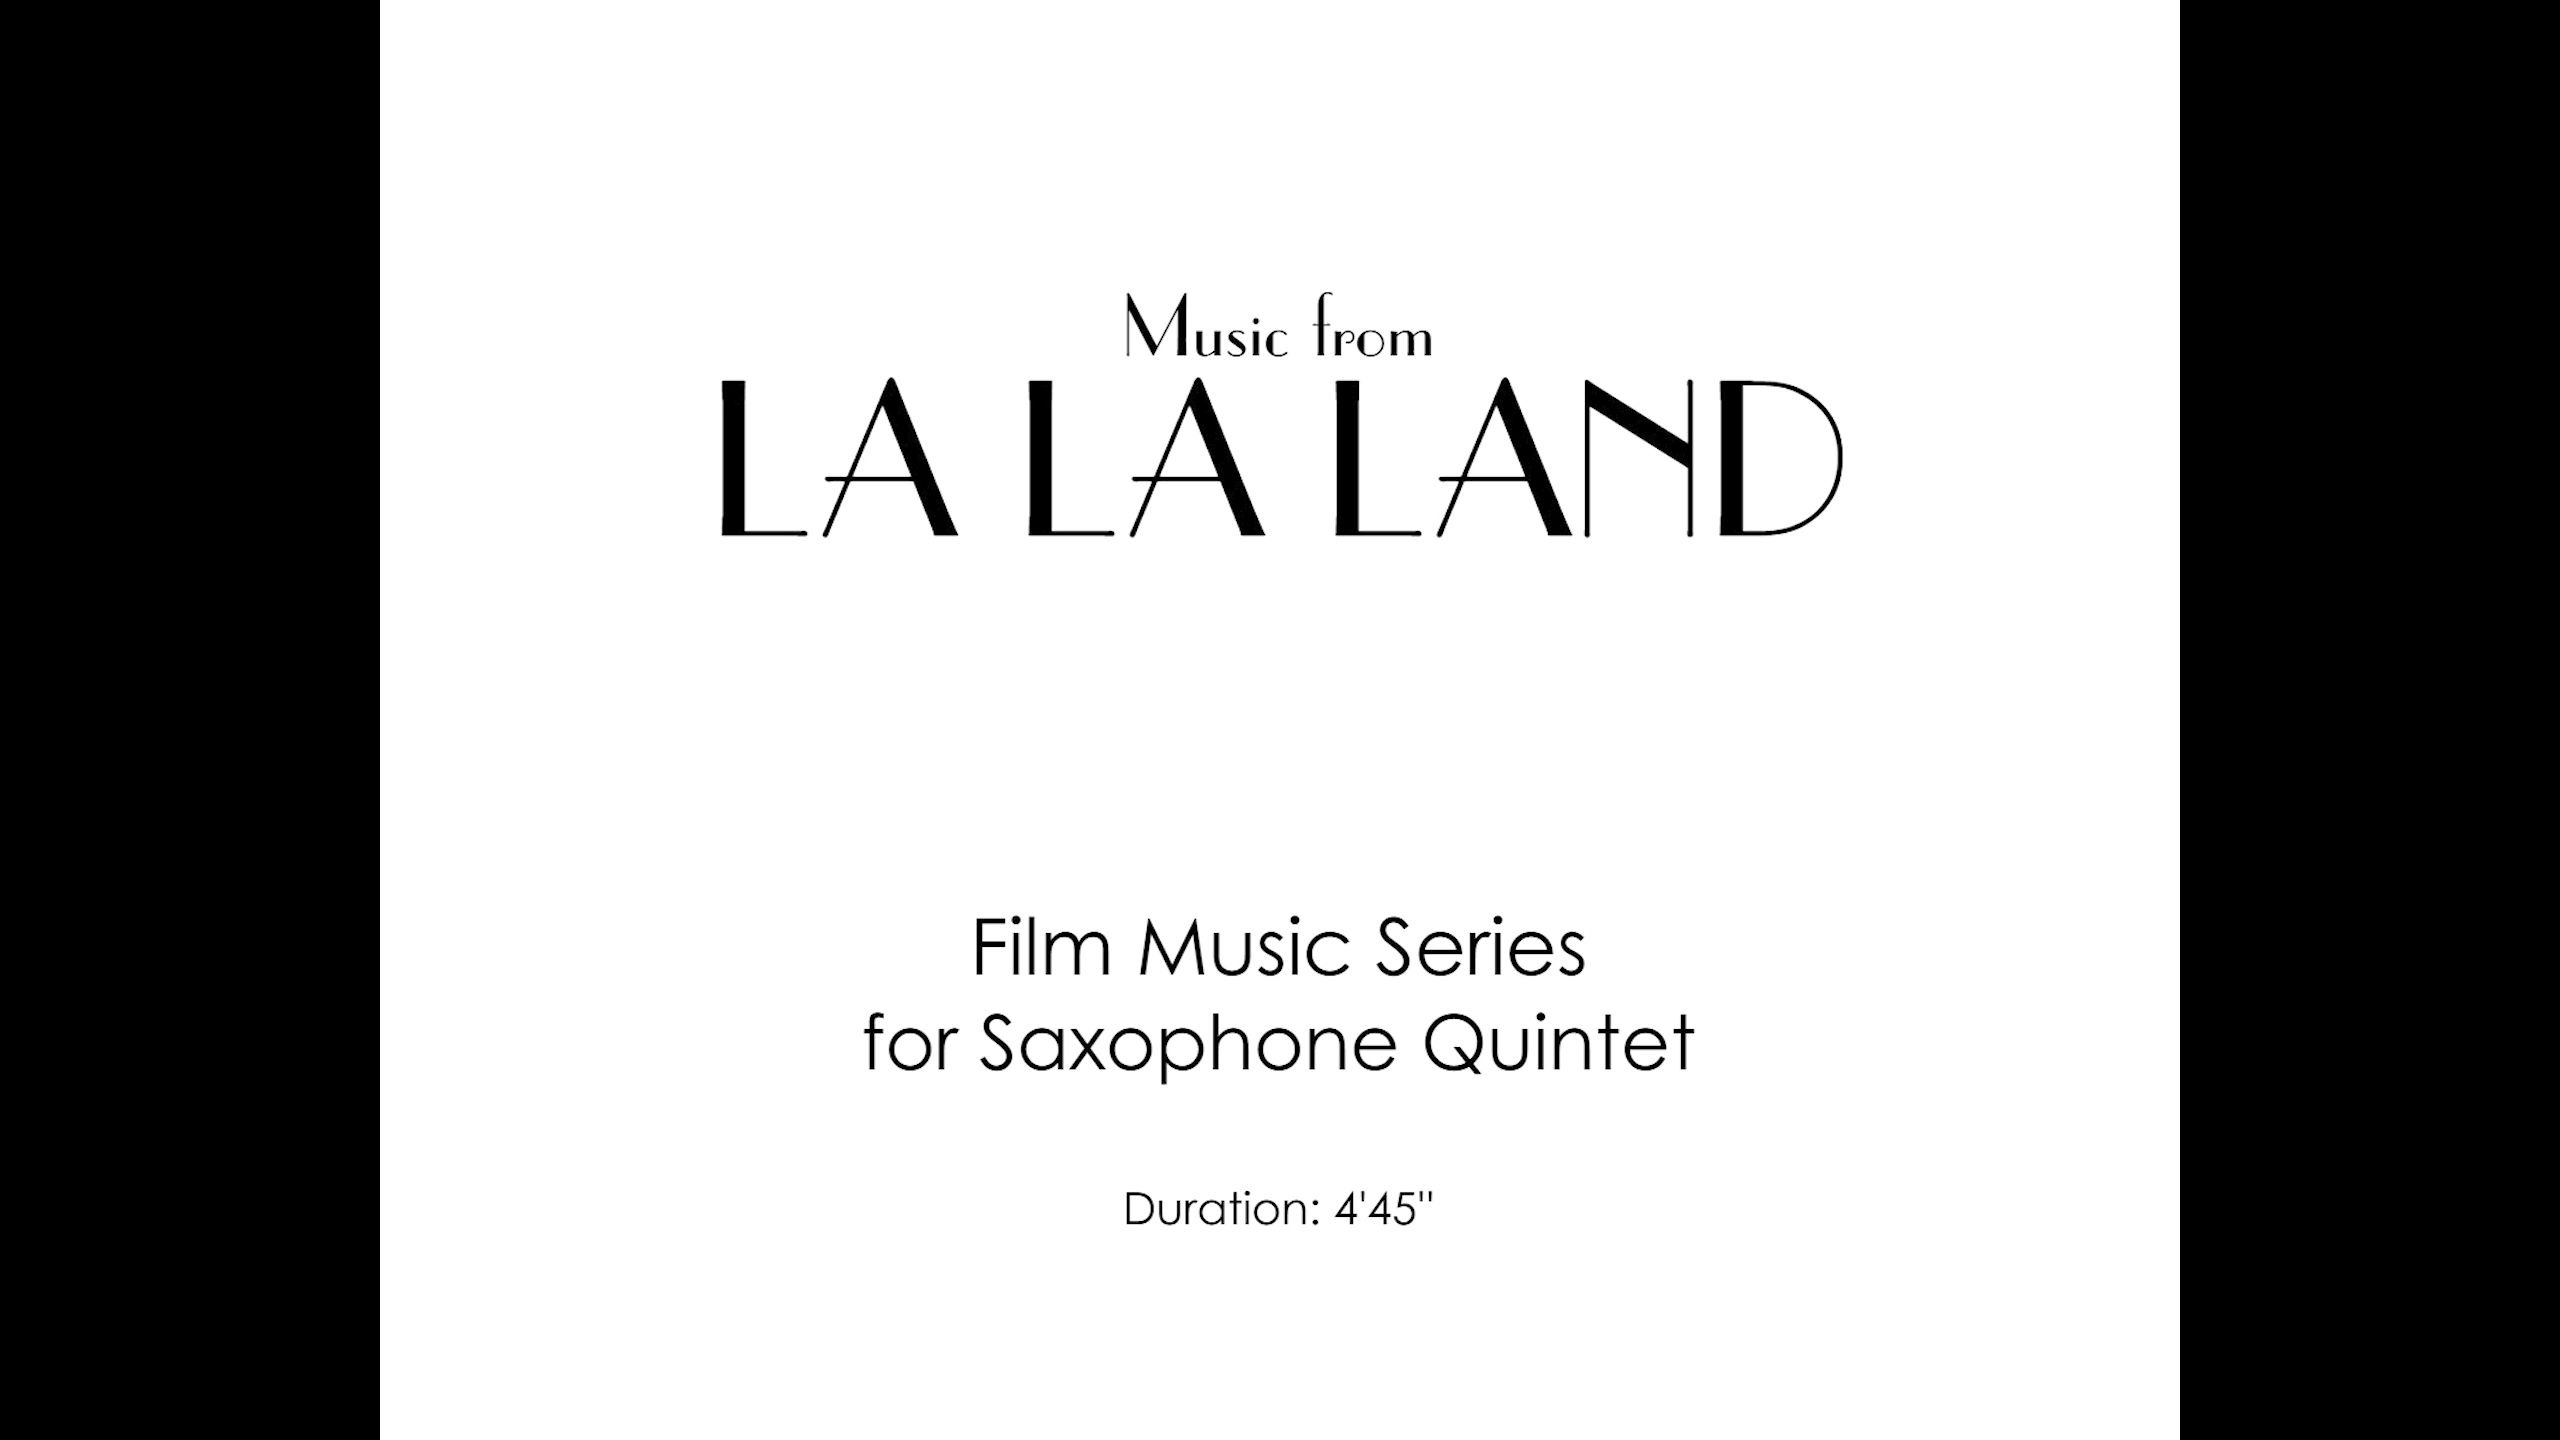 Music from
LA LA LAND
Film Music Series
for Saxophone Quintet
Duration: 4'45"